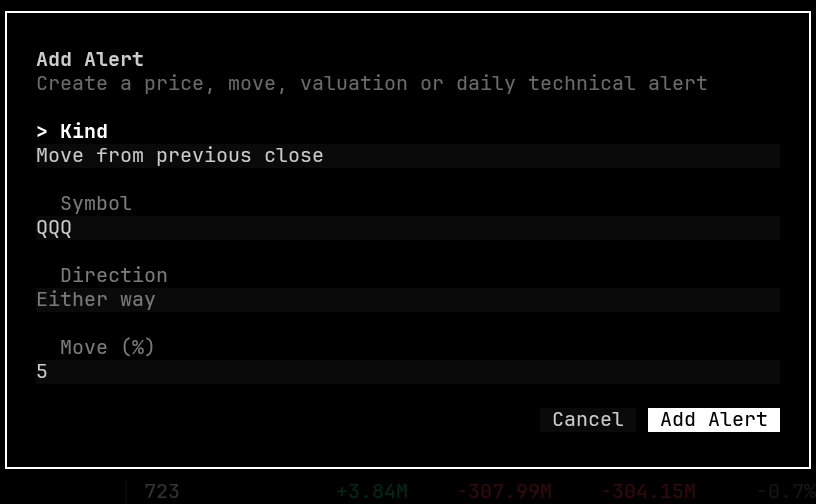 Add Alert
Create a price, move, valuation or daily technical alert
> Kind
Move from previous close
Symbol
QQQ
Direction
Either way
Move (%)
5
Cancel Add Alert
723 +3.84M -307.99M -304.15M -0.7%